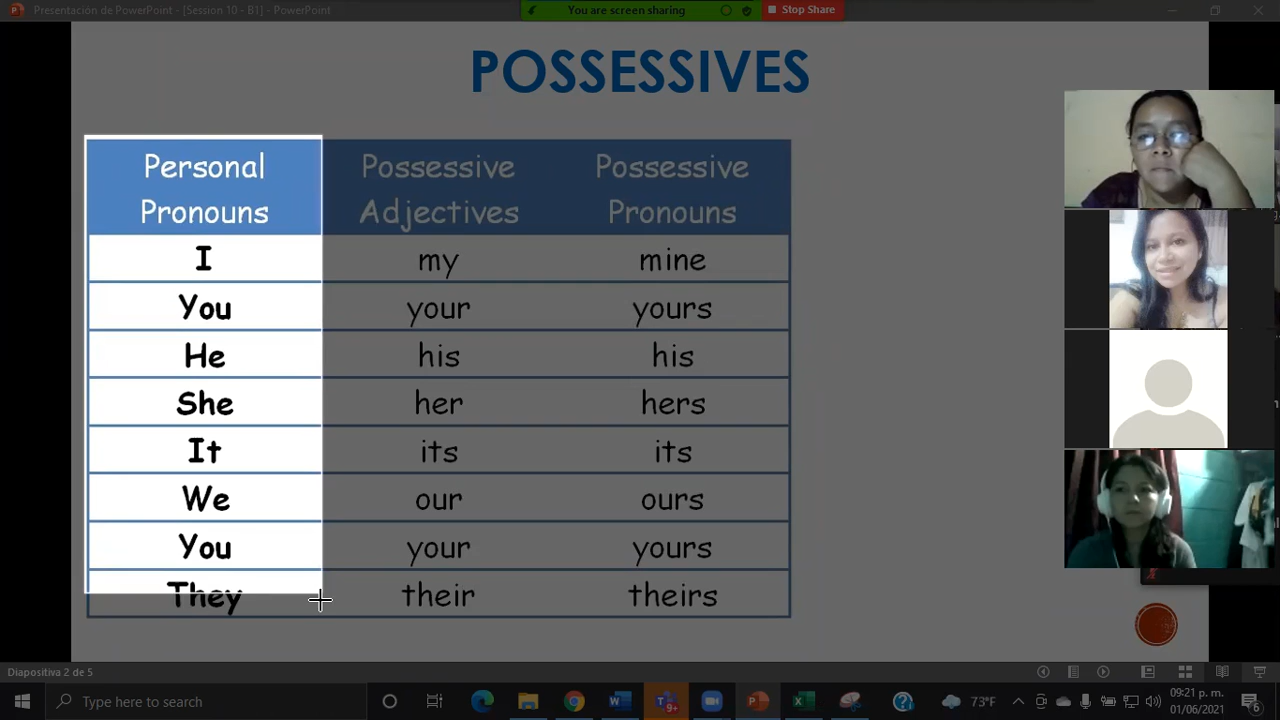 Presentación de PowerPoint - [Session 10 - B1] - PowerPoint
You are screen sharing
Stop Share
POSSESSIVES
Personal Pronouns Possessive Adjectives Possessive Pronouns
I my mine
You your yours
He his his
She her hers
It its its
We our ours
You your yours
They their theirs
Diapositiva 2 de 5
Type here to search
9+
73°F
09:21 p. m.
01/06/2021
6